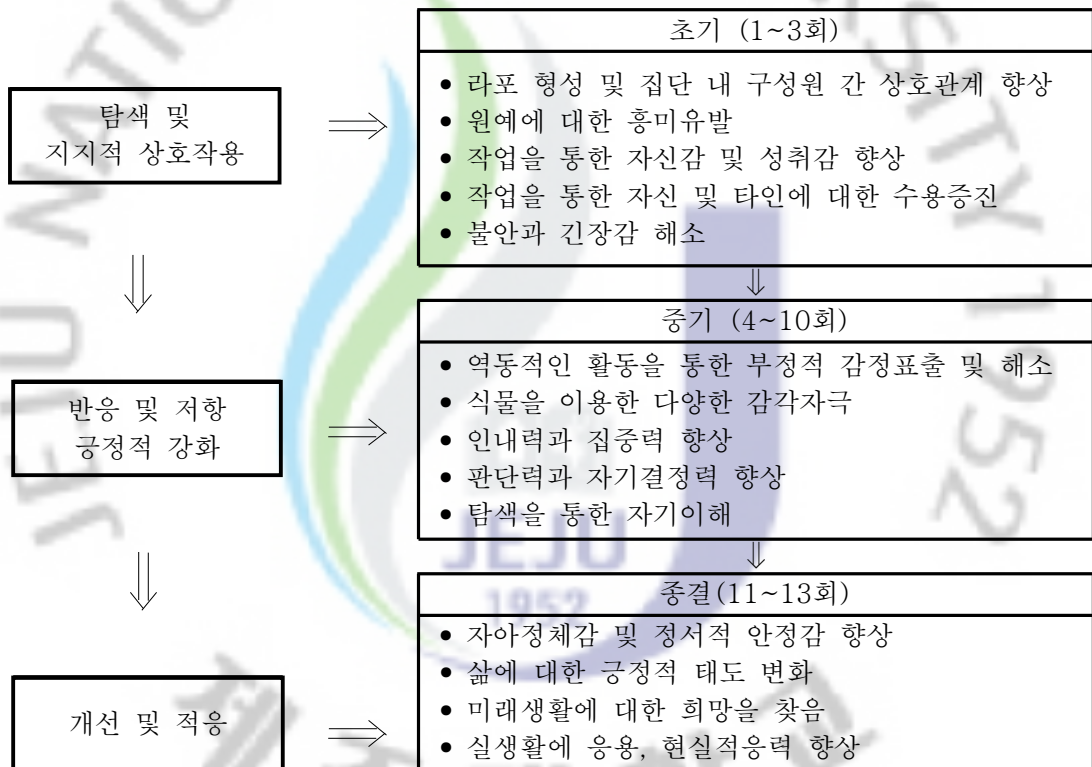 초기 (1~3회)
탐색 및
지지적 상호작용
• 라포 형성 및 집단 내 구성원 간 상호관계 향상
• 원예에 대한 흥미유발
• 작업을 통한 자신감 및 성취감 향상
• 작업을 통한 자신 및 타인에 대한 수용증진
• 불안과 긴장감 해소
중기 (4~10회)
반응 및 저항
긍정적 강화
• 역동적인 활동을 통한 부정적 감정표출 및 해소
• 식물을 이용한 다양한 감각자극
• 인내력과 집중력 향상
• 판단력과 자기결정력 향상
• 탐색을 통한 자기이해
종결(11~13회)
개선 및 적응
• 자아정체감 및 정서적 안정감 향상
• 삶에 대한 긍정적 태도 변화
• 미래생활에 대한 희망을 찾음
• 실생활에 응용, 현실적응력 향상
JEJU
1952
JEJU NATIO
RSITY 1952